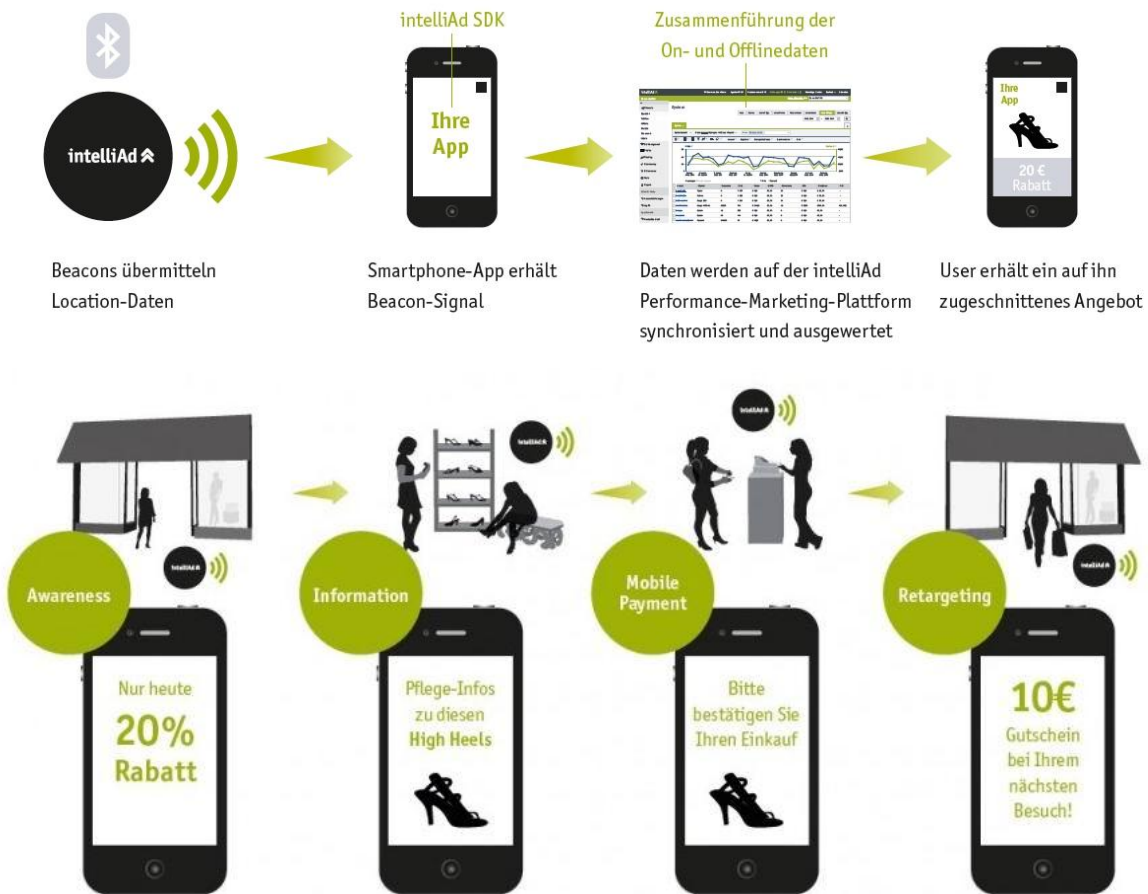 intelliAd
intelliAd SDK
Ihre
App
Zusammenführung der
On- und Offlinedaten
Ihre
App
20 €
Rabatt
Beacons übermitteln
Location-Daten
Smartphone-App erhält
Beacon-Signal
Daten werden auf der intelliAd
Performance-Marketing-Plattform
synchronisiert und ausgewertet
User erhält ein auf ihn
zugeschnittenes Angebot
intelliAd
Awareness
Nur heute
20%
Rabatt
intelliAd
Information
Pflege-Infos
zu diesen
High Heels
intelliAd
Mobile
Payment
Bitte
bestätigen Sie
Ihren Einkauf
intelliAd
Retargeting
10€
Gutschein
bei Ihrem
nächsten
Besuch!